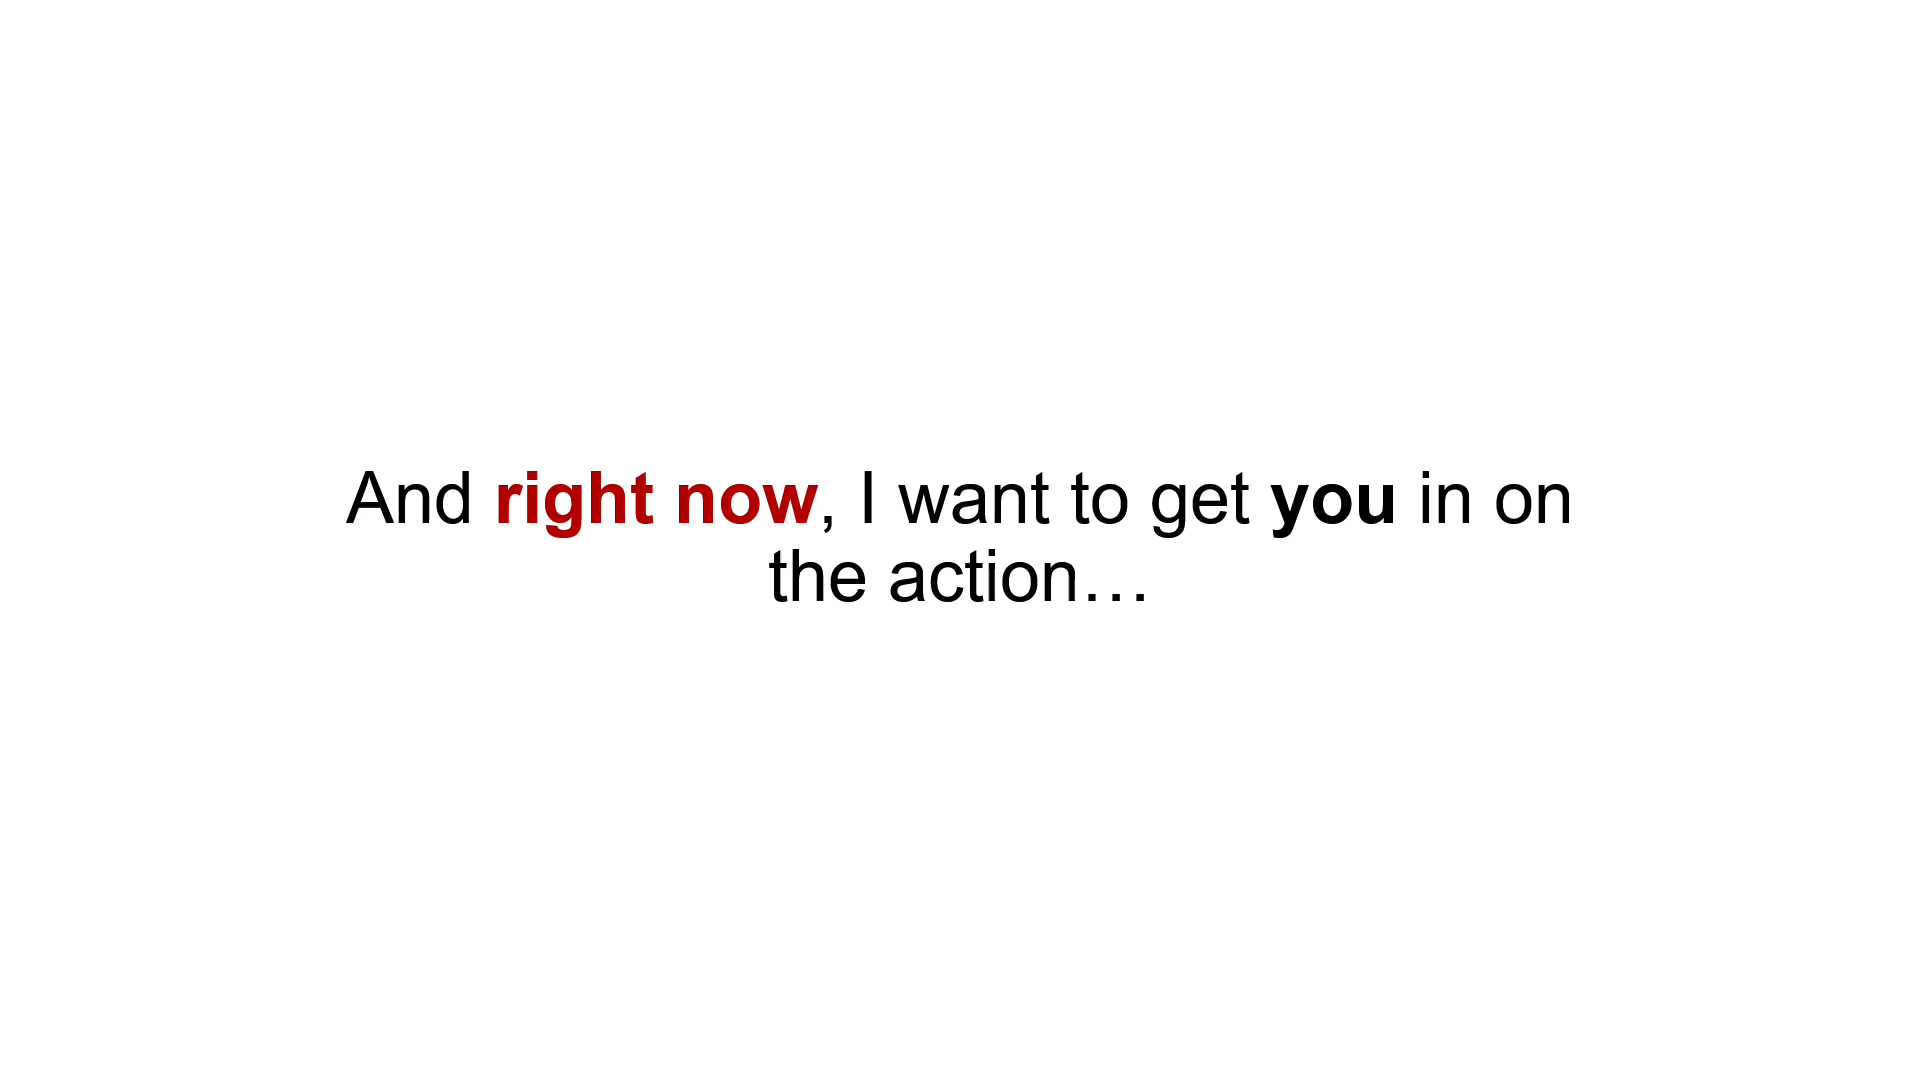 And right now, I want to get you in on
the action…